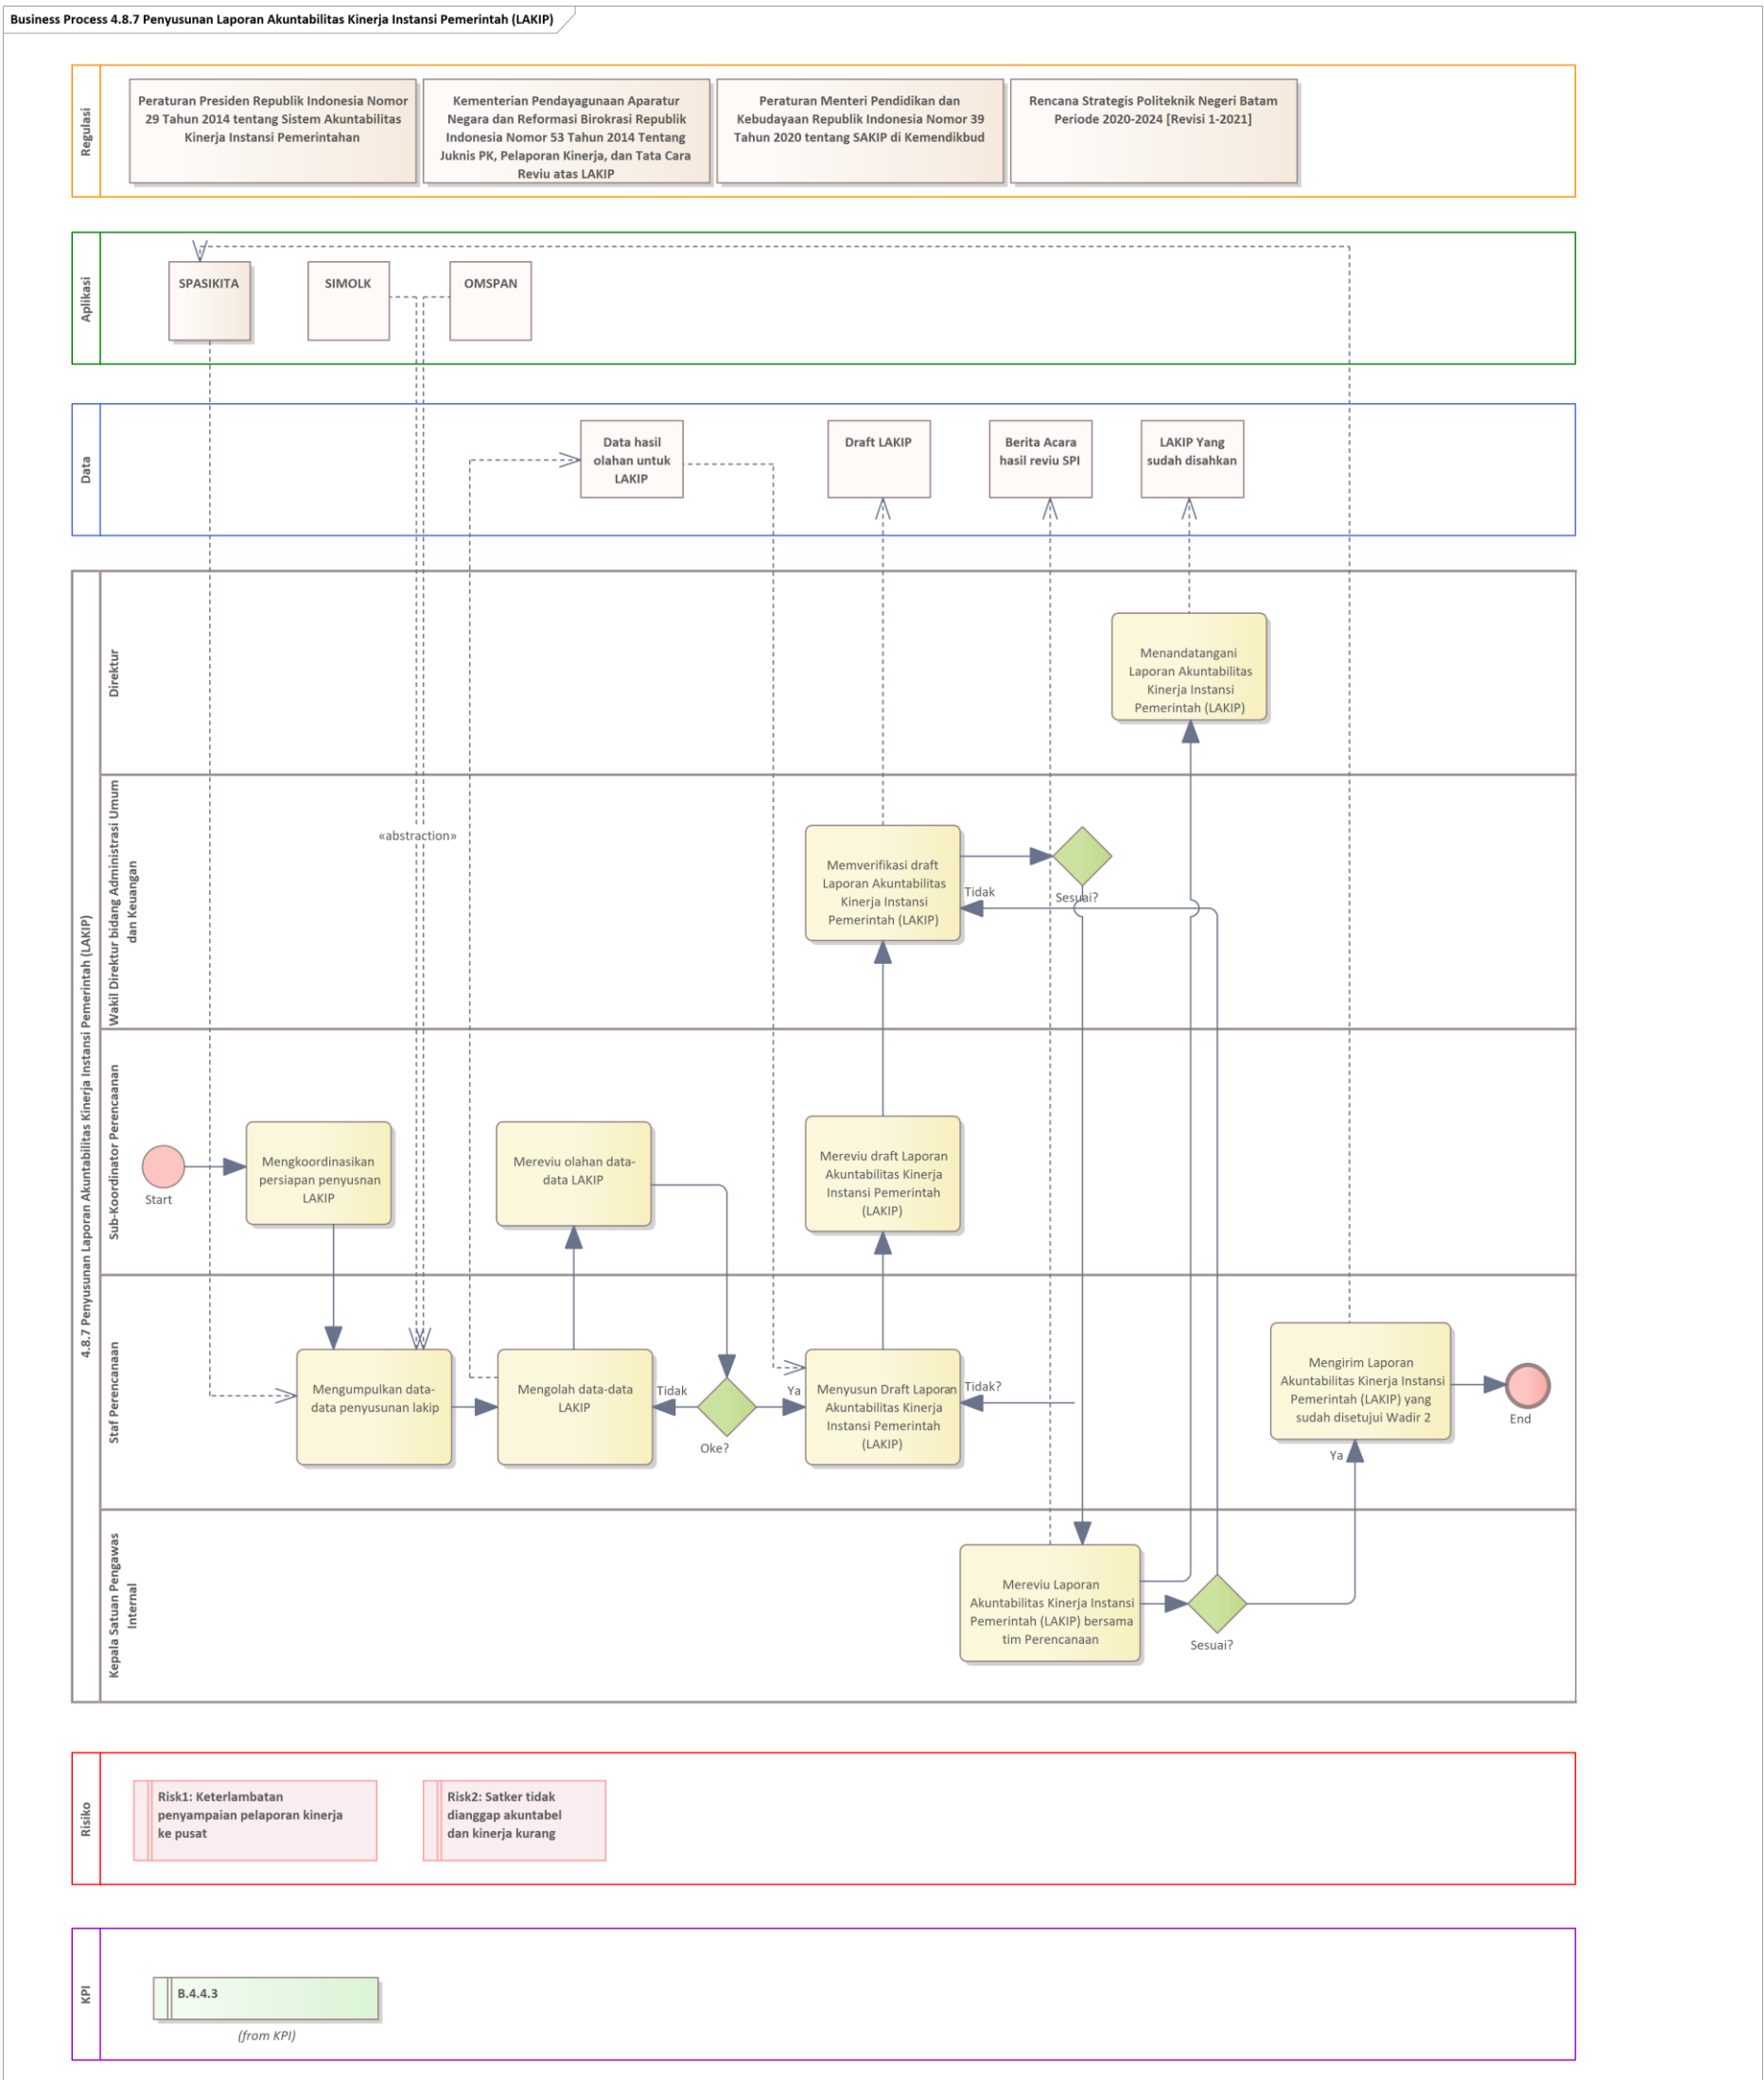 Business Process 4.8.7 Penyusunan Laporan Akuntabilitas Kinerja Instansi Pemerintah (LAKIP)
Regulasi
Peraturan Presiden Republik Indonesia Nomor
29 Tahun 2014 tentang Sistem Akuntabilitas
Kinerja Instansi Pemerintahan
Kementerian Pendayagunaan Aparatur
Negara dan Reformasi Birokrasi Republik
Indonesia Nomor 53 Tahun 2014 Tentang
Juknis PK, Pelaporan Kinerja, dan Tata Cara
Reviu atas LAKIP
Peraturan Menteri Pendidikan dan
Kebudayaan Republik Indonesia Nomor 39
Tahun 2020 tentang SAKIP di Kemendikbud
Rencana Strategis Politeknik Negeri Batam
Periode 2020-2024 [Revisi 1-2021]
Aplikasi
SPASIKITA
SIMOLK
OMSPAN
Data
Data hasil
olahan untuk
LAKIP
Draft LAKIP
Berita Acara
hasil reviu SPI
LAKIP Yang
sudah disahkan
4.8.7 Penyusunan Laporan Akuntabilitas Kinerja Instansi Pemerintah (LAKIP)
Direktur
Menandatangani
Laporan Akuntabilitas
Kinerja Instansi
Pemerintah (LAKIP)
Wakil Direktur bidang Administrasi Umum
dan Keuangan
«abstraction»
Memverifikasi draft
Laporan Akuntabilitas
Kinerja Instansi
Pemerintah (LAKIP)
Tidak
Sesuai?
Sub-Koordinator Perencaanan
Start
Mengkoordinasikan
persiapan penyusnan
LAKIP
Mereviu olahan data-
data LAKIP
Mereviu draft Laporan
Akuntabilitas Kinerja
Instansi Pemerintah
(LAKIP)
Staf Perencanaan
Mengumpulkan data-
data penyusunan lakip
Mengolah data-data
LAKIP
Tidak
Oke?
Ya
Menyusun Draft Laporan
Akuntabilitas Kinerja
Instansi Pemerintah
(LAKIP)
Tidak?
Mengirim Laporan
Akuntabilitas Kinerja Instansi
Pemerintah (LAKIP) yang
sudah disetujui Wadir 2
Ya
End
Kepala Satuan Pengawas
Internal
Mereviu Laporan
Akuntabilitas Kinerja Instansi
Pemerintah (LAKIP) bersama
tim Perencanaan
Sesuai?
Risiko
Risk1: Keterlambatan
penyampaian pelaporan kinerja
ke pusat
Risk2: Satker tidak
dianggap akuntabel
dan kinerja kurang
KPI
B.4.4.3
(from KPI)